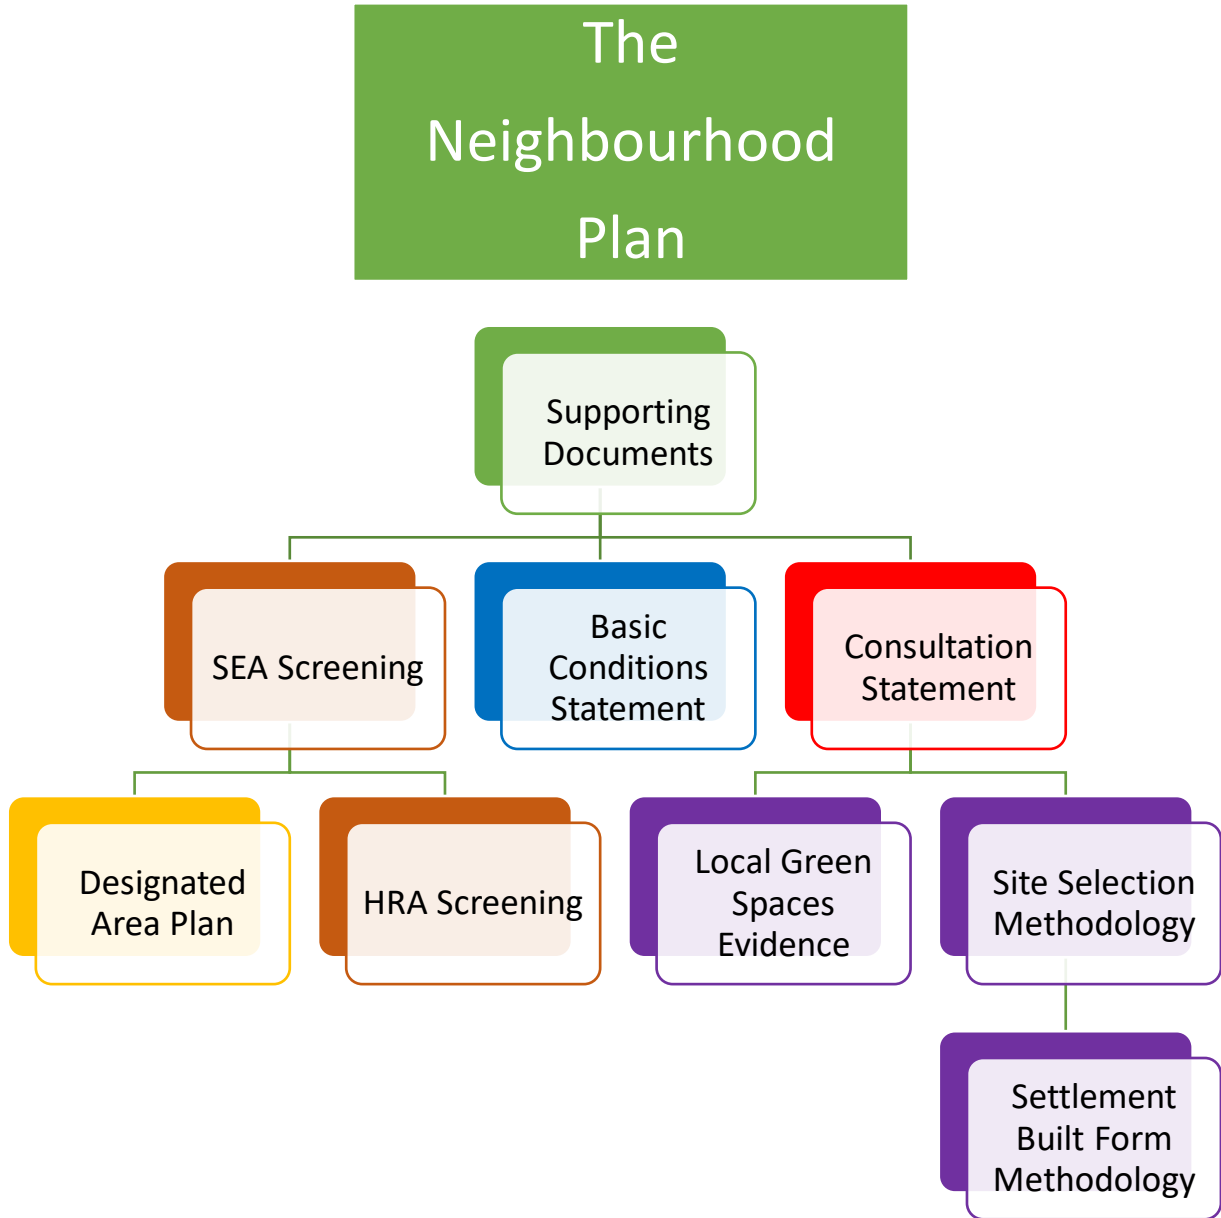 The
Neighbourhood
Plan
Supporting
Documents
SEA Screening
Basic
Conditions
Statement
Consultation
Statement
Designated
Area Plan
HRA Screening
Local Green
Spaces
Evidence
Site Selection
Methodology
Settlement
Built Form
Methodology